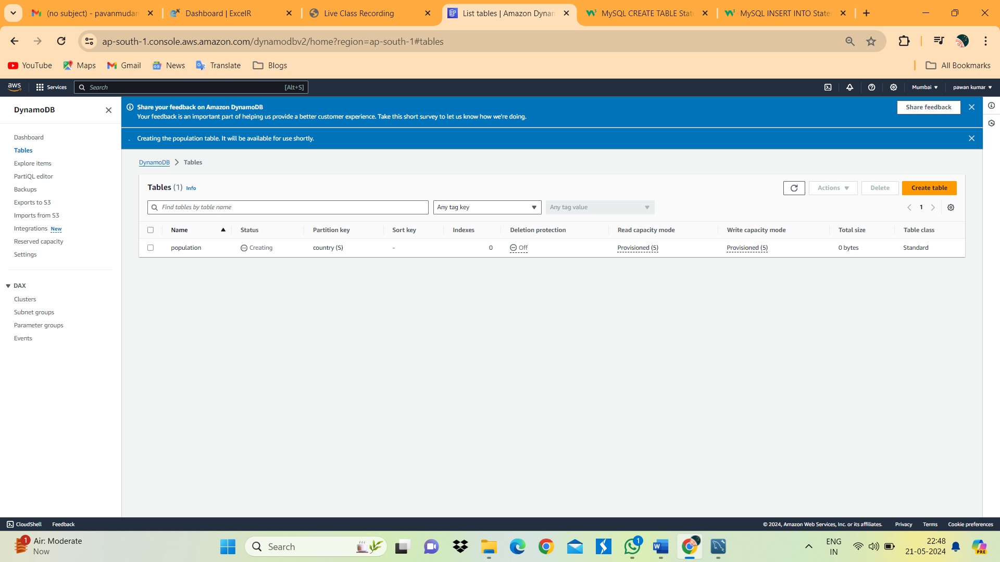 (no subject) - pavanmudan
Dashboard | ExcelR
Live Class Recording
List tables | Amazon Dynam
MySQL CREATE TABLE Stat
MySQL INSERT INTO State
ap-south-1.console.aws.amazon.com/dynamodbv2/home?region=ap-south-1#tables
YouTube Maps Gmail News Translate Blogs All Bookmarks
aws Services Search [Alt+S] Mumbai pawan kumar
DynamoDB
Dashboard
Tables
Explore items
PartiQL editor
Backups
Exports to S3
Imports from S3
Integrations New
Reserved capacity
Settings
DAX
Clusters
Subnet groups
Parameter groups
Events
Share your feedback on Amazon DynamoDB
Your feedback is an important part of helping us provide a better customer experience. Take this short survey to let us know how we're doing.
Share feedback
Creating the population table. It will be available for use shortly.
DynamoDB > Tables
Tables (1) Info
Actions Delete Create table
Find tables by table name Any tag key Any tag value 1
Name Status Partition key Sort key Indexes Deletion protection Read capacity mode Write capacity mode Total size Table class
population Creating country (S) - 0 Off Provisioned (5) Provisioned (5) 0 bytes Standard
CloudShell Feedback © 2024, Amazon Web Services, Inc. or its affiliates. Privacy Terms Cookie preferences
1 Air: Moderate
Now
Search
1
W
PRE
ENG
IN
22:48
21-05-2024